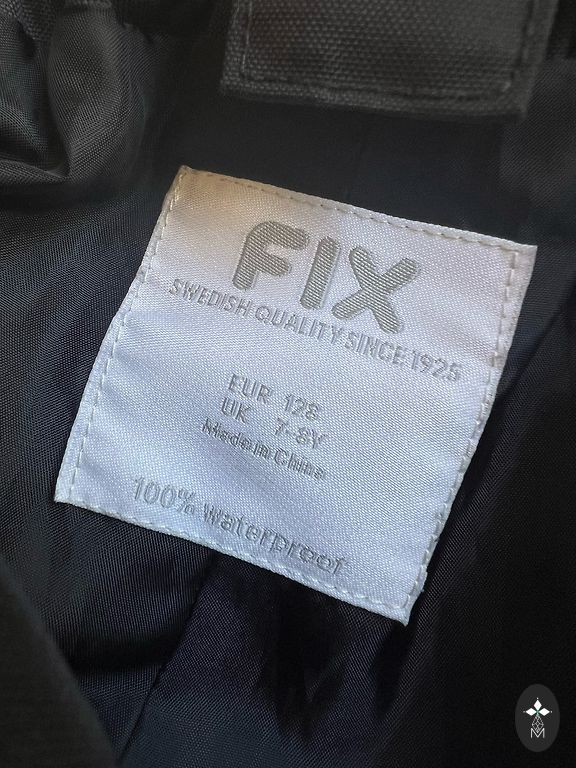 FIX
SWEDISH QUALITY SINCE 1925
EUR 128
UK 7-8Y
Made in China
100% waterproof
M